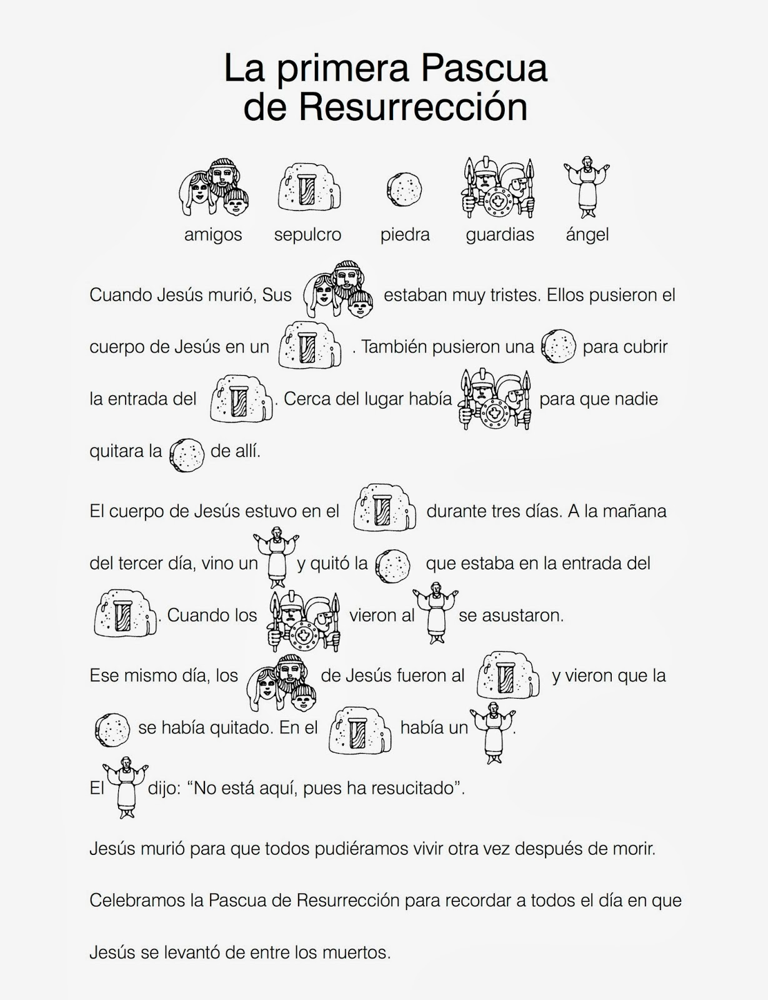 La primera Pascua
de Resurrección
amigos sepulcro piedra guardias ángel
Cuando Jesús murió, Sus estaban muy tristes. Ellos pusieron el
cuerpo de Jesús en un . También pusieron una para cubrir
la entrada del . Cerca del lugar había para que nadie
quitara la de allí.
El cuerpo de Jesús estuvo en el durante tres días. A la mañana
del tercer día, vino un y quitó la que estaba en la entrada del
. Cuando los vieron al se asustaron.
Ese mismo día, los de Jesús fueron al y vieron que la
se había quitado. En el había un .
El dijo: “No está aquí, pues ha resucitado”.
Jesús murió para que todos pudiéramos vivir otra vez después de morir.
Celebramos la Pascua de Resurrección para recordar a todos el día en que
Jesús se levantó de entre los muertos.